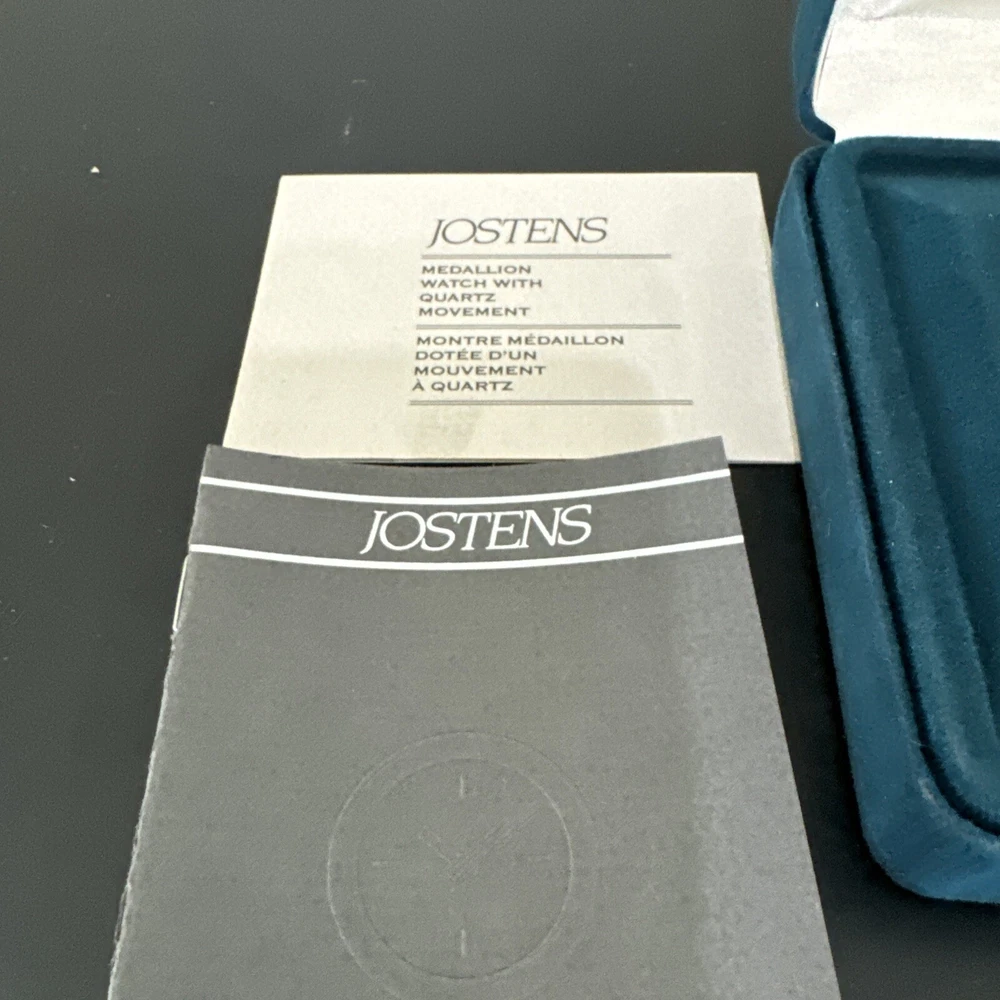 JOSTENS
MEDALLION
WATCH WITH
QUARTZ
MOVEMENT
MONTRE MÉDAILLON
DOTÉE D'UN
MOUVEMENT
À QUARTZ
JOSTENS